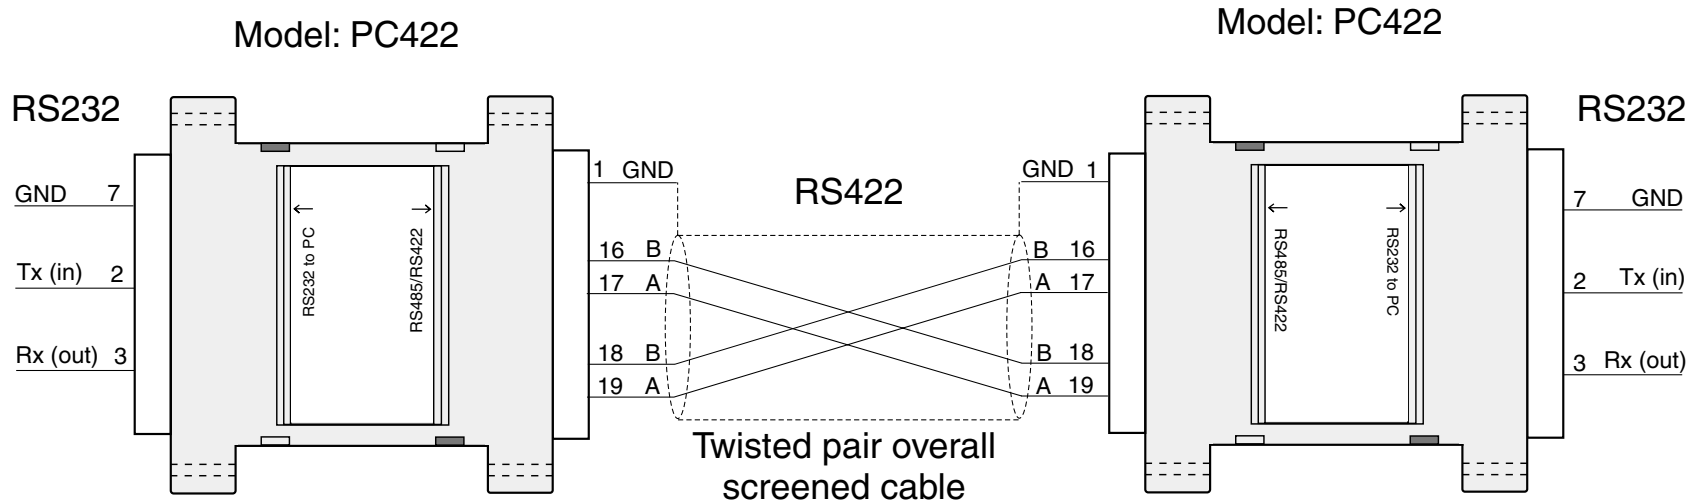 Model: PC422
Model: PC422
RS232
RS232
GND 7
Tx (in) 2
Rx (out) 3
RS232 to PC
RS485/RS422
1 GND
16 B
17 A
18 B
19 A
RS422
Twisted pair overall
screened cable
GND 1
B 16
A 17
B 18
A 19
RS485/RS422
RS232 to PC
7 GND
2 Tx (in)
3 Rx (out)